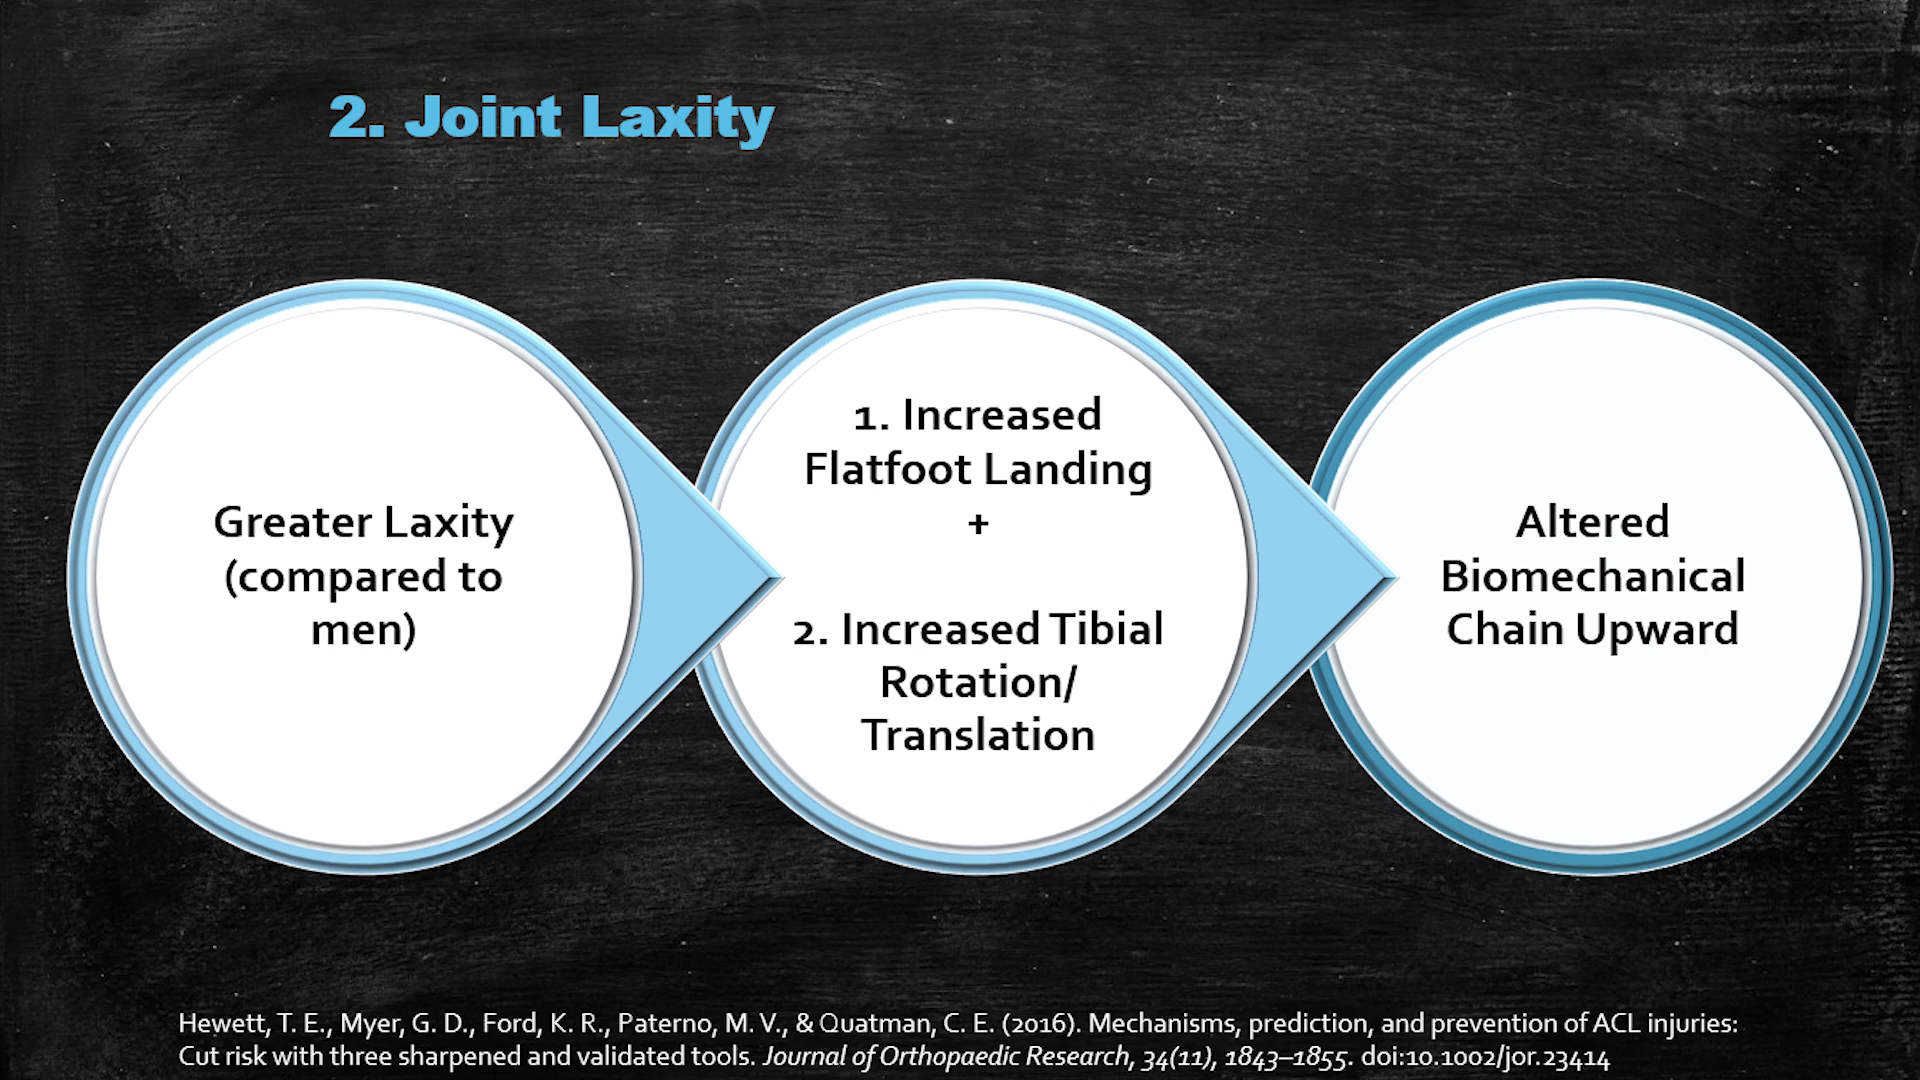 2. Joint Laxity
Greater Laxity
(compared to
men)
1. Increased
Flatfoot Landing
+
2. Increased Tibial
Rotation/
Translation
Altered
Biomechanical
Chain Upward
Hewett, T. E., Myer, G. D., Ford, K. R., Paterno, M. V., & Quatman, C. E. (2016). Mechanisms, prediction, and prevention of ACL injuries:
Cut risk with three sharpened and validated tools. Journal of Orthopaedic Research, 34(11), 1843–1855. doi:10.1002/jor.23414